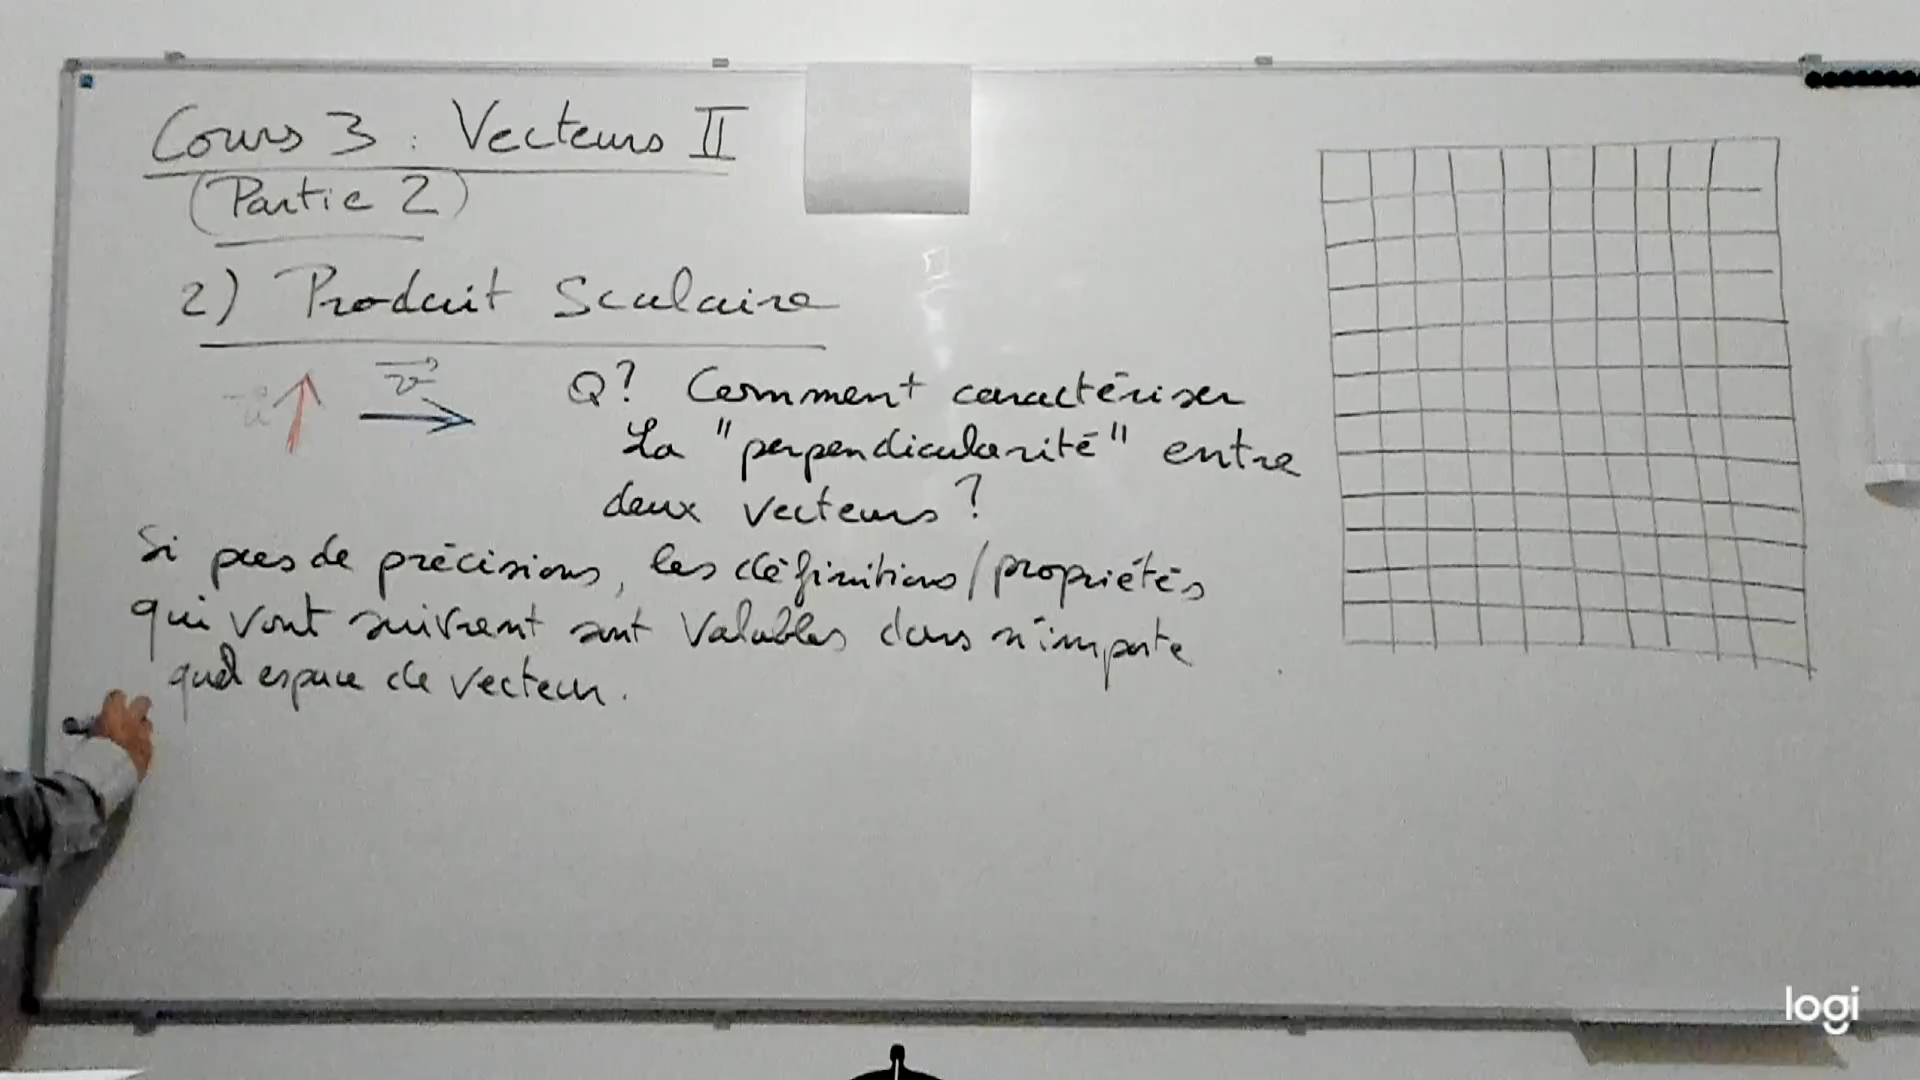 Cours 3 : Vecteurs II
(Partie 2)
2) Produit Scalaire
u v
Q? Comment caractériser
La "perpendicularité" entre
deux vecteurs ?
Si pas de précisions, les définitions/propriétés
qui vont suivrent sont Valables dans n'importe
quel espace de vecteur.
logi